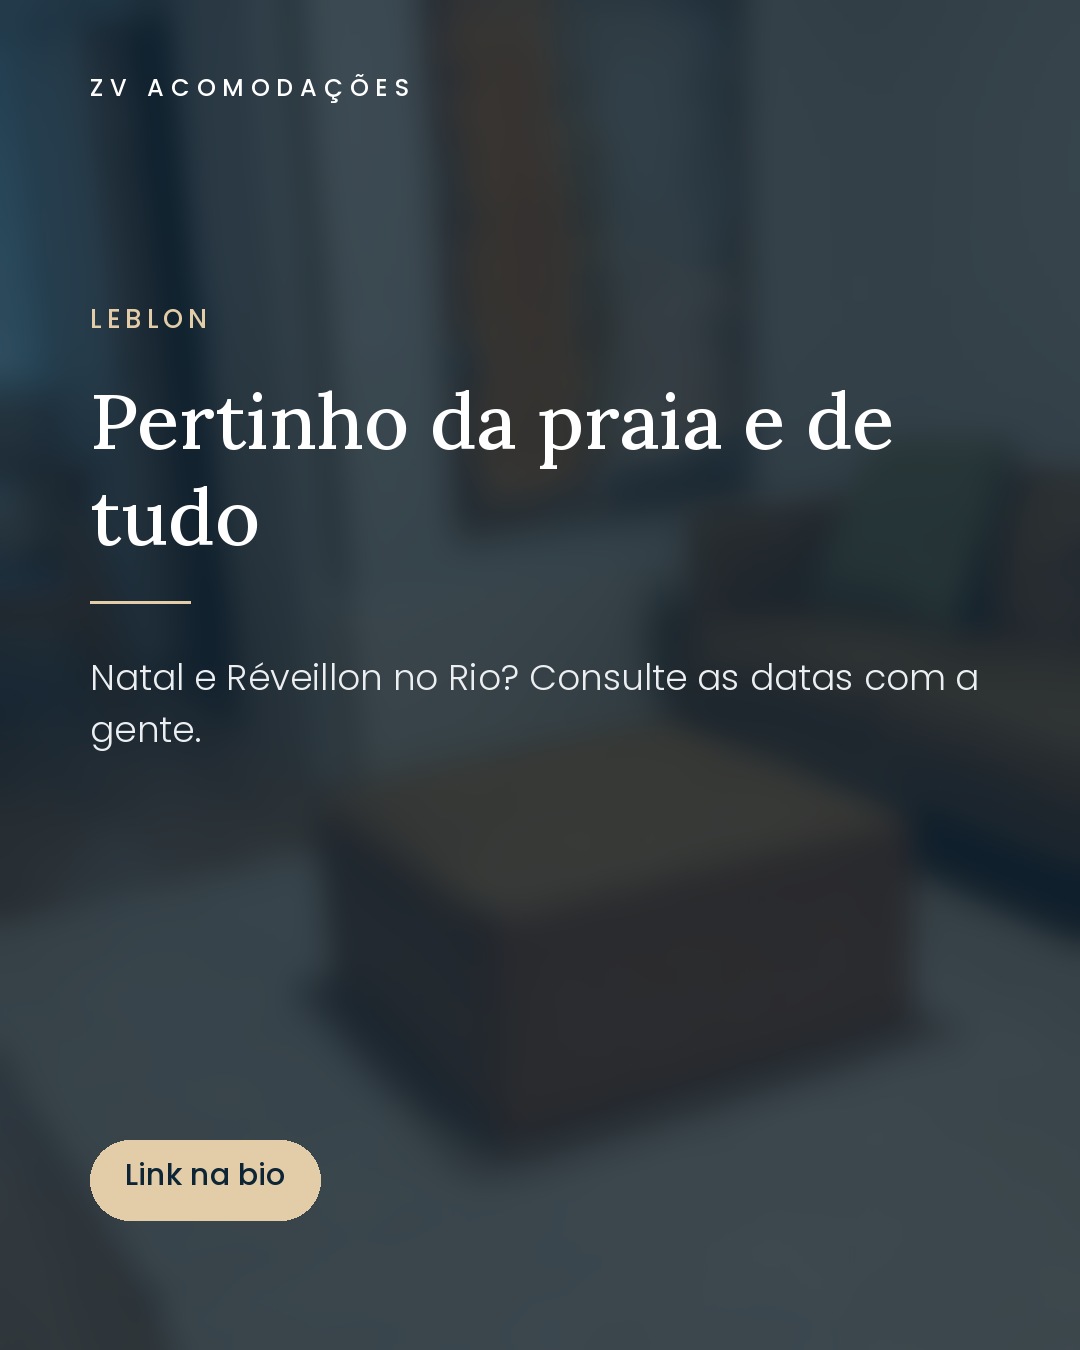 ZV ACOMODAÇÕES
LEBLON
Pertinho da praia e de
tudo
Natal e Réveillon no Rio? Consulte as datas com a
gente.
Link na bio